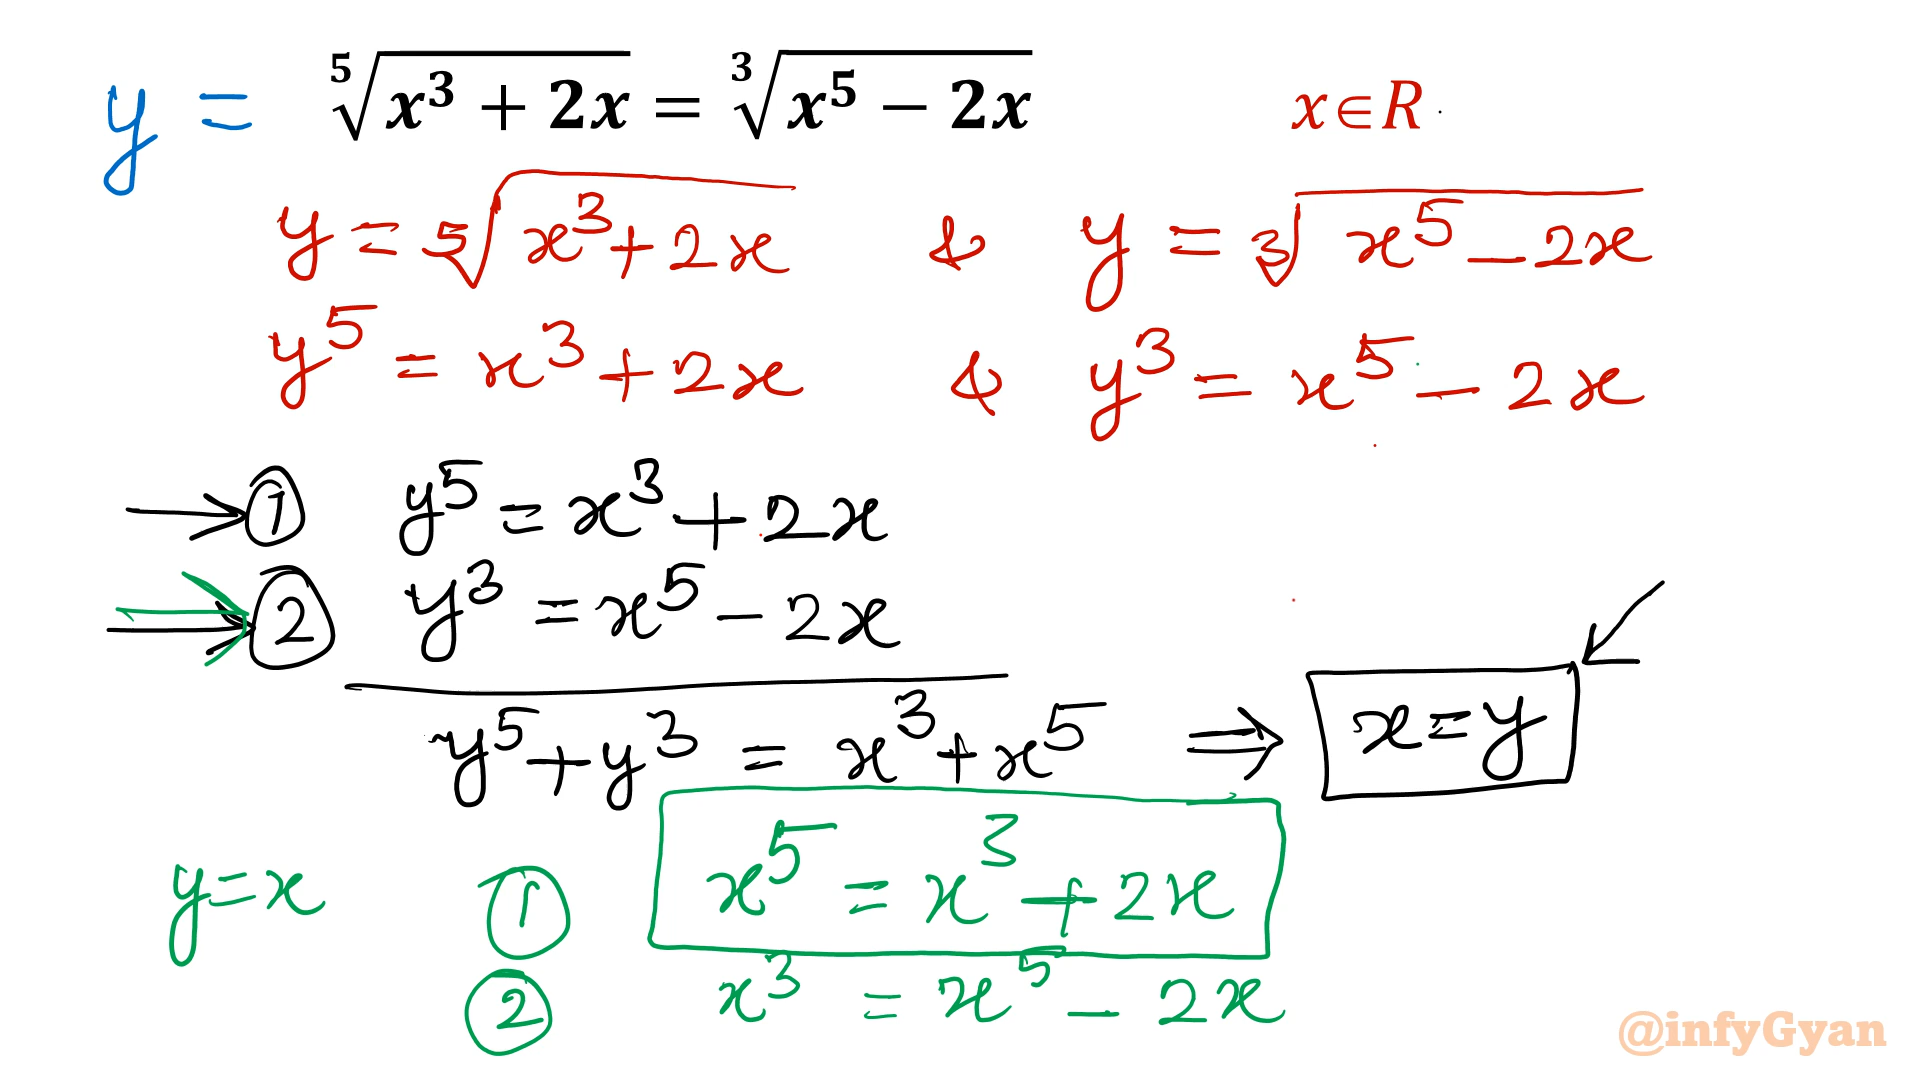 y = ⁵√(x³ + 2x) = ³√(x⁵ − 2x) x∈R
y = ⁵√(x³ + 2x) & y = ³√(x⁵ − 2x)
y⁵ = x³ + 2x & y³ = x⁵ − 2x
→ ① y⁵ = x³ + 2x
→ ② y³ = x⁵ − 2x
y⁵ + y³ = x³ + x⁵ ⇒ x = y
y = x ① x⁵ = x³ + 2x
② x³ = x⁵ − 2x
@infyGyan